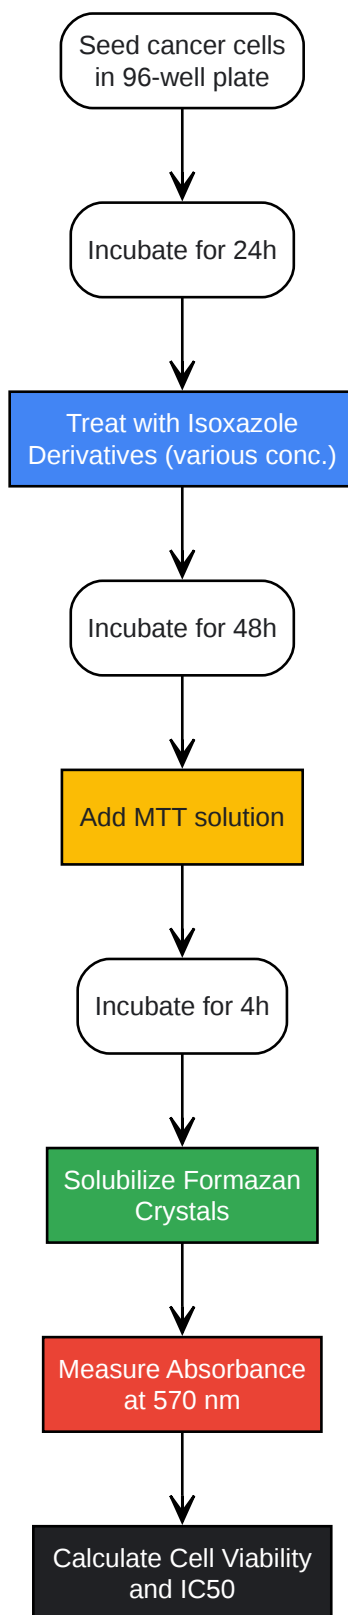 Seed cancer cells
in 96-well plate
Incubate for 24h
Treat with Isoxazole
Derivatives (various conc.)
Incubate for 48h
Add MTT solution
Incubate for 4h
Solubilize Formazan
Crystals
Measure Absorbance
at 570 nm
Calculate Cell Viability
and IC50